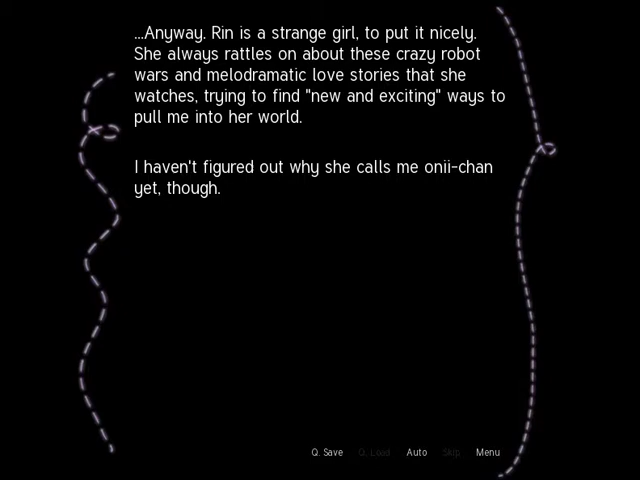 ...Anyway. Rin is a strange girl, to put it nicely.
She always rattles on about these crazy robot
wars and melodramatic love stories that she
watches, trying to find "new and exciting" ways to
pull me into her world.
I haven't figured out why she calls me onii-chan
yet, though.
Q. Save Q. Load Auto Skip Menu